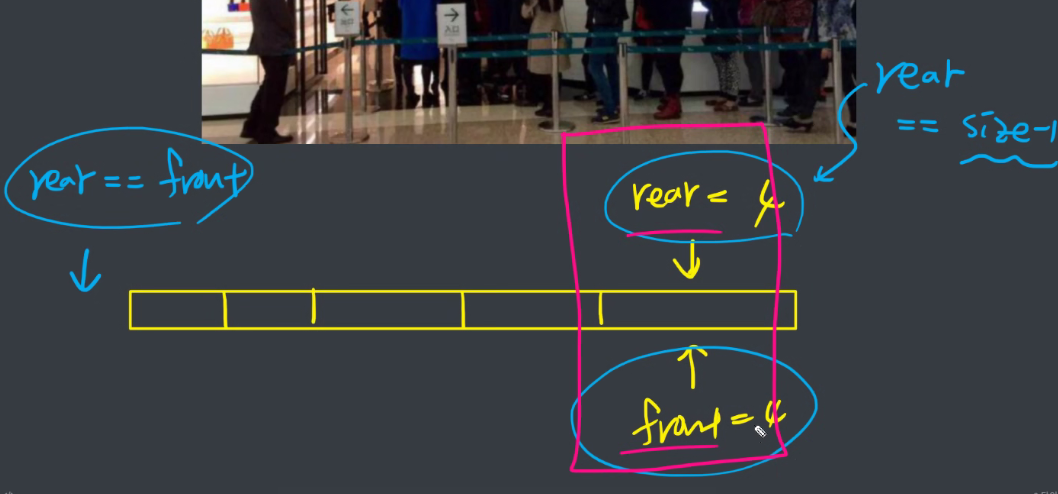 rear
== size-1
rear == front
rear = 4
front = 4